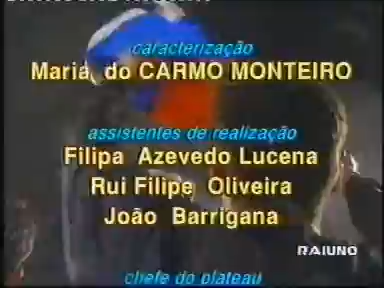 caracterização
Maria do CARMO MONTEIRO
assistentes de realização
Filipa Azevedo Lucena
Rui Filipe Oliveira
João Barrigana
RAIUNO
chefe do plateau